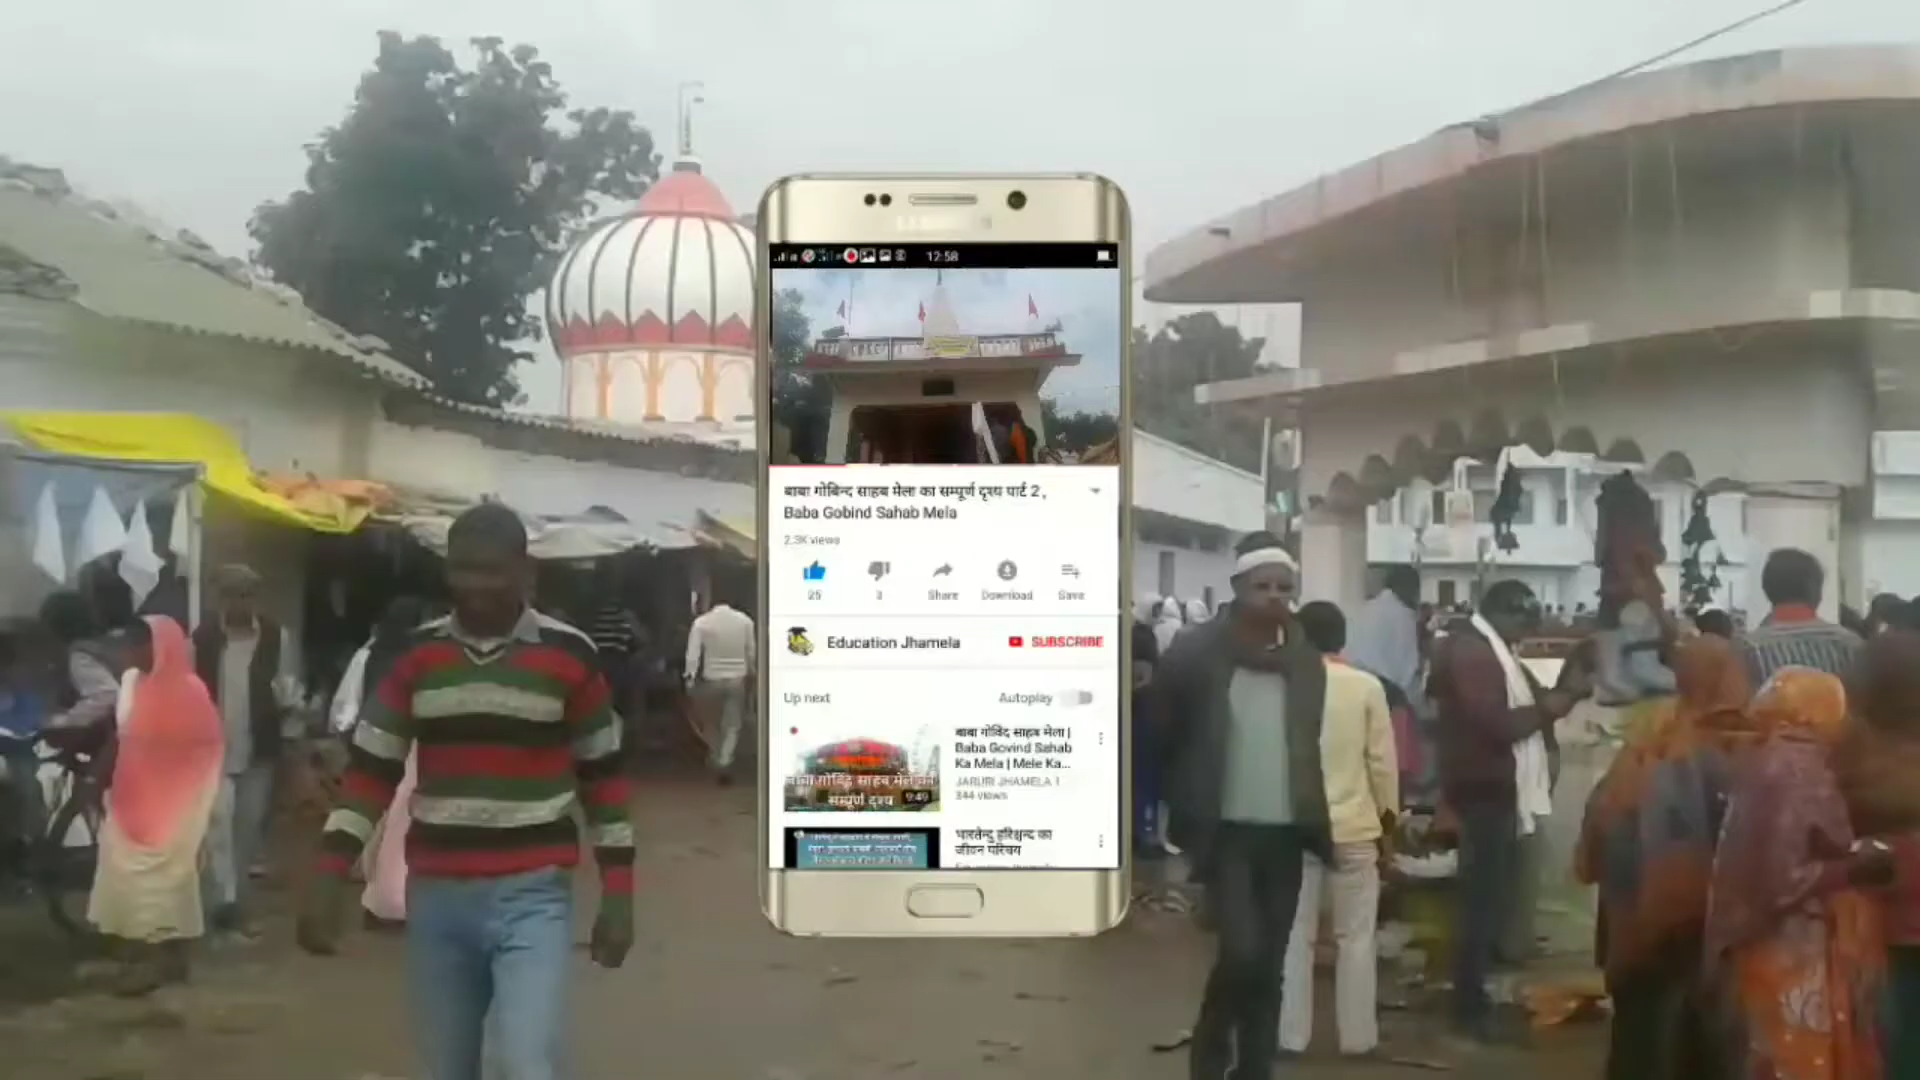 12:58
बाबा गोबिन्द साहब मेला का सम्पूर्ण दृश्य पार्ट 2 ,
Baba Gobind Sahab Mela
2.3K views
25
3
Share
Download
Save
Education Jhamela
SUBSCRIBE
Up next
Autoplay
बाबा गोविंद साहब मेला |
Baba Govind Sahab
Ka Mela | Mele Ka...
JARURI JHAMELA 1
344 views
बाबा गोविंद साहब मेले का
सम्पूर्ण दृश्य
9:49
भारतेन्दु हरिश्चन्द का
जीवन परिचय